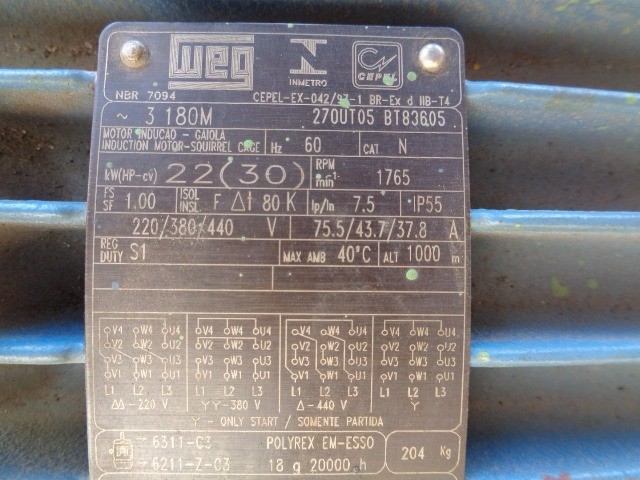 WEG
INMETRO
CEPEL
NBR 7094 CEPEL-EX-042/97-1 BR-Ex d IIB-T4
~ 3 180M 270UT05 BT83605
MOTOR INDUCAO - GAIOLA
INDUCTION MOTOR-SQUIRREL CAGE Hz 60 CAT N
kW(HP-cv) 22(30) RPM min-1 1765
FS SF 1.00 ISOL INSL F Δt 80 K Ip/In 7.5 IP55
220/380/440 V 75.5/43.7/37.8 A
REG DUTY S1 MAX AMB 40°C ALT 1000 m
V4 W4 U4 V4 W4 U4 V4 W4 U4 V4 W4 U4
V2 W2 U2 V2 W2 U2 V2 W2 U2 V2 W2 U2
V3 W3 U3 V3 W3 U3 V3 W3 U3 V3 W3 U3
V1 W1 U1 V1 W1 U1 V1 W1 U1 V1 W1 U1
L1 L2 L3 L1 L2 L3 L1 L2 L3 L1 L2 L3
ΔΔ-220 V YY-380 V Δ-440 V Y
Y - ONLY START / SOMENTE PARTIDA
6311-C3 POLYREX EM-ESSO
6211-Z-C3 18 g 20000 h 204 Kg